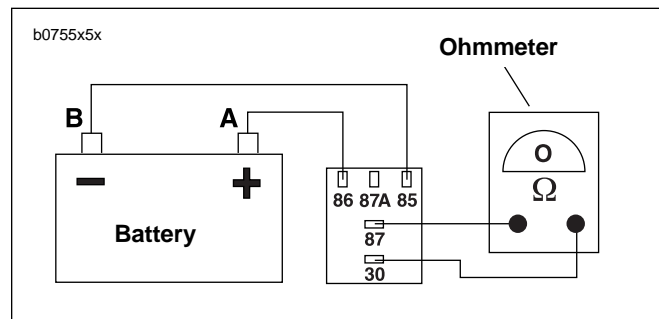 b0755x5x
Ohmmeter
B
A
O
Ω
− +
86 87A 85
87
30
Battery